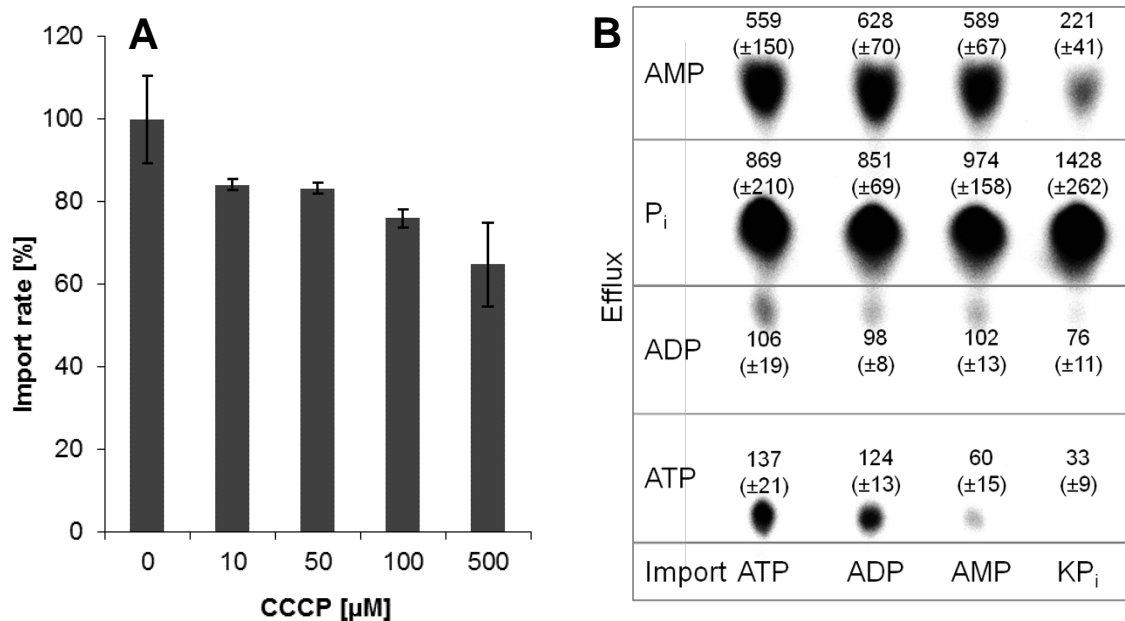 A
120
100
80
60
40
20
0
Import rate [%]
0 10 50 100 500
CCCP [µM]
B
Efflux
AMP
559 628 589 221
(±150) (±70) (±67) (±41)
Pi
869 851 974 1428
(±210) (±69) (±158) (±262)
ADP
106 98 102 76
(±19) (±8) (±13) (±11)
ATP
137 124 60 33
(±21) (±13) (±15) (±9)
Import ATP ADP AMP KPi